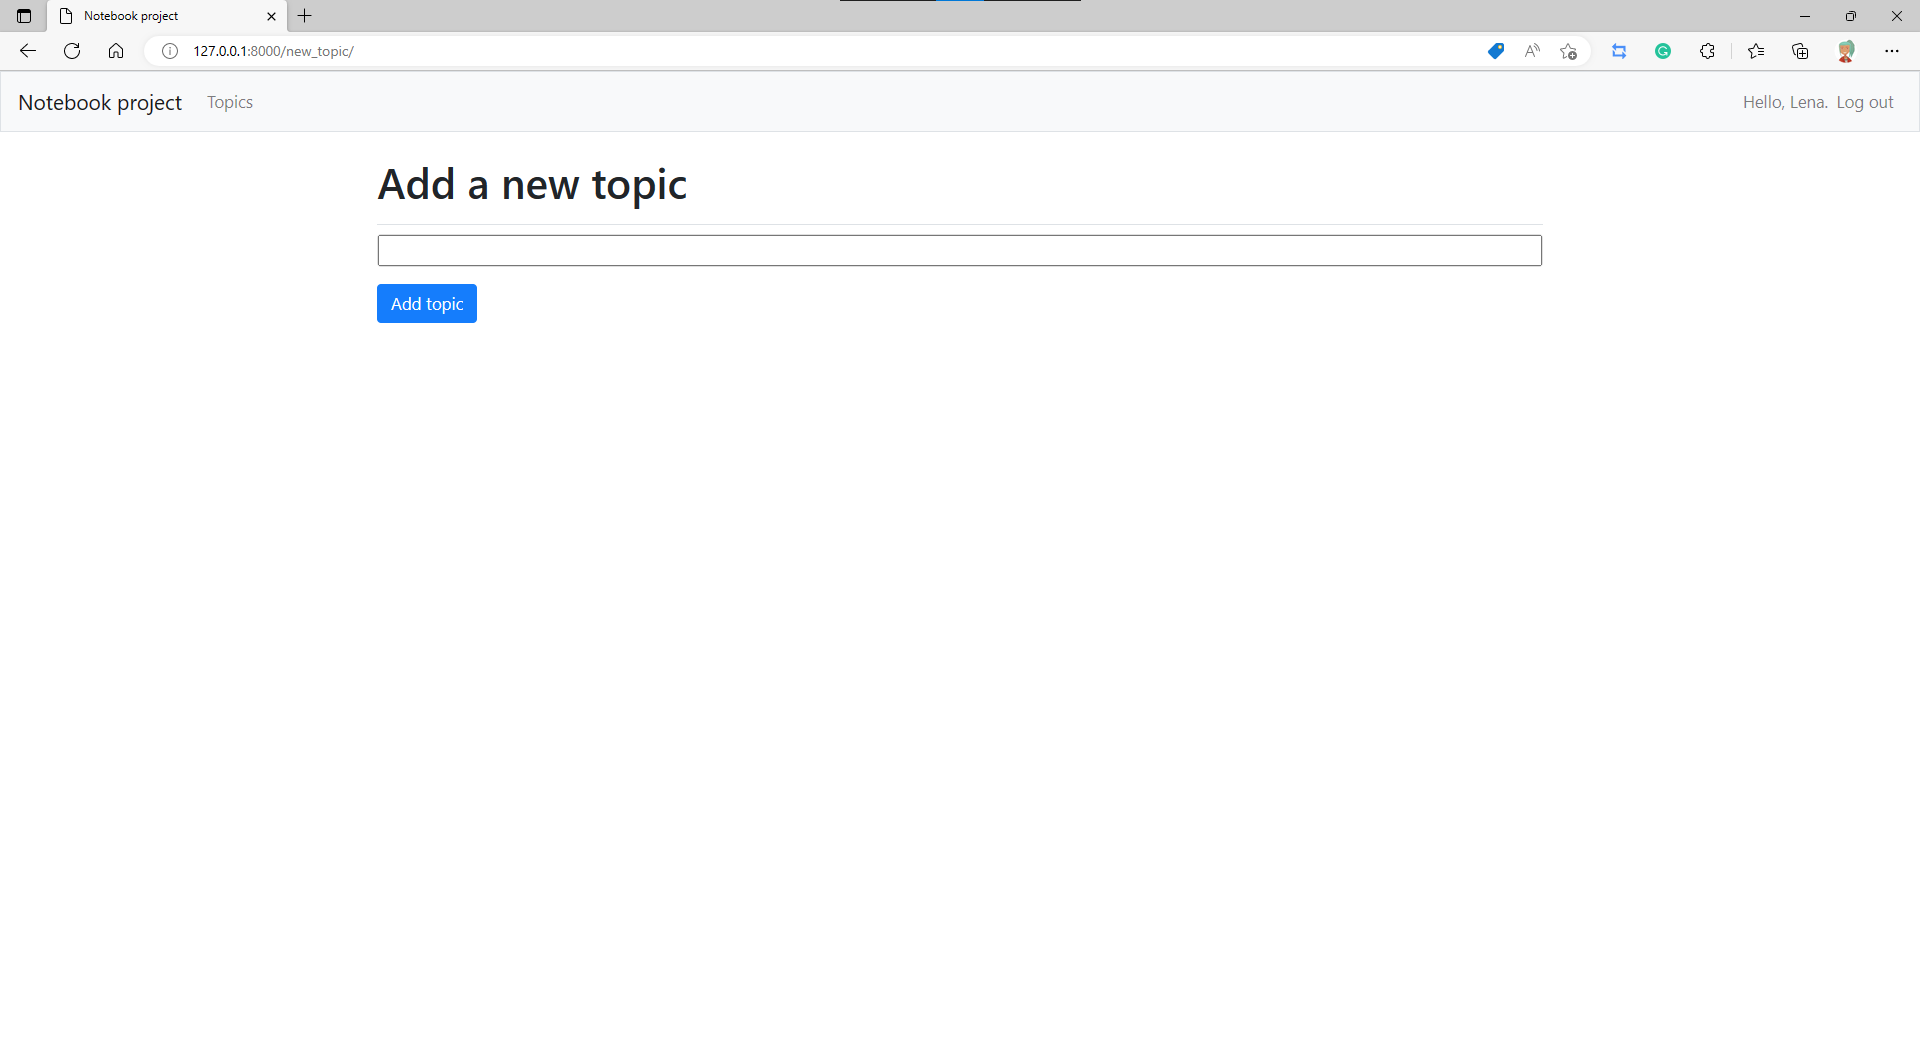 Notebook project
127.0.0.1:8000/new_topic/
Notebook project Topics Hello, Lena. Log out
Add a new topic
Add topic